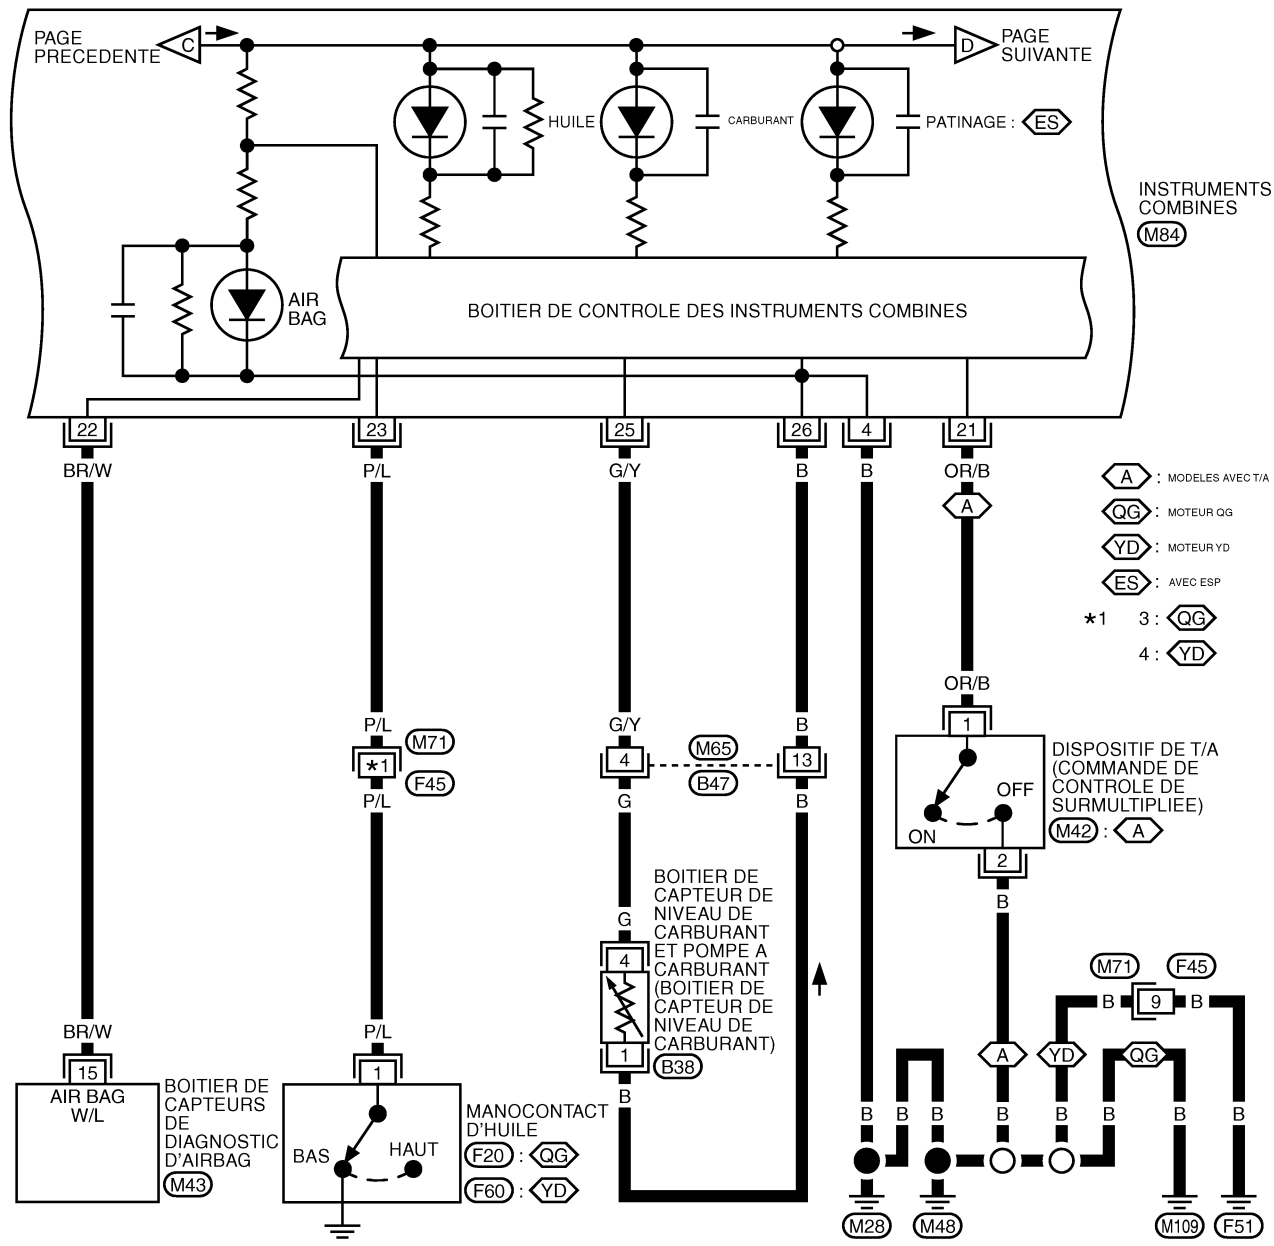 PAGE
PRECEDENTE
C
D
PAGE
SUIVANTE
HUILE
CARBURANT
PATINAGE : ES
INSTRUMENTS
COMBINES
M84
AIR
BAG
BOITIER DE CONTROLE DES INSTRUMENTS COMBINES
22
23
25
26
4
21
BR/W
P/L
G/Y
B
B
OR/B
A
A : MODELES AVEC T/A
QG : MOTEUR QG
YD : MOTEUR YD
ES : AVEC ESP
*1 3 : QG
4 : YD
OR/B
1
P/L
M71
*1
F45
P/L
G/Y
4
G
M65
B47
B
13
B
DISPOSITIF DE T/A
(COMMANDE DE
CONTROLE DE
SURMULTIPLIEE)
M42 : A
OFF
ON
2
B
BOITIER DE
CAPTEUR DE
NIVEAU DE
CARBURANT
ET POMPE A
CARBURANT
(BOITIER DE
CAPTEUR DE
NIVEAU DE
CARBURANT)
B38
G
4
1
B
M71
F45
B
9
B
A
YD
QG
BR/W
15
AIR BAG
W/L
BOITIER DE
CAPTEURS
DE
DIAGNOSTIC
D'AIRBAG
M43
P/L
1
BAS
HAUT
MANOCONTACT
D'HUILE
F20 : QG
F60 : YD
B
B
B
B
B
B
B
B
M28
M48
M109
F51